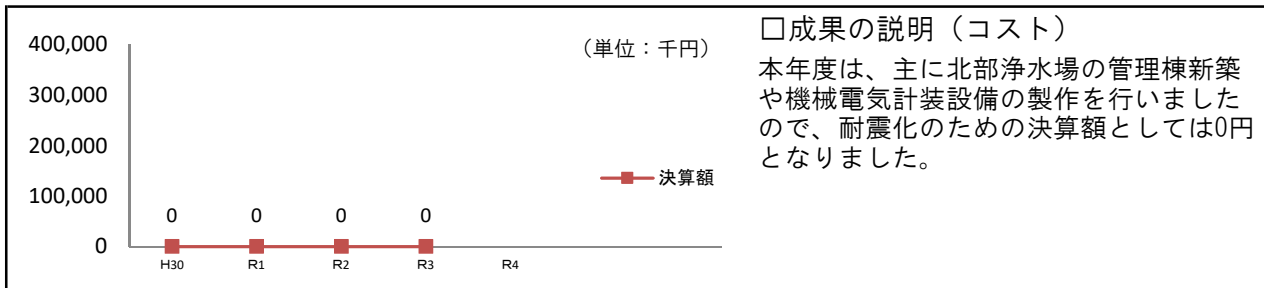 400,000
300,000
200,000
100,000
0
（単位：千円）
決算額
0 0 0 0
H30 R1 R2 R3 R4
□成果の説明（コスト）
本年度は、主に北部浄水場の管理棟新築
や機械電気計装設備の製作を行いました
ので、耐震化のための決算額としては0円
となりました。